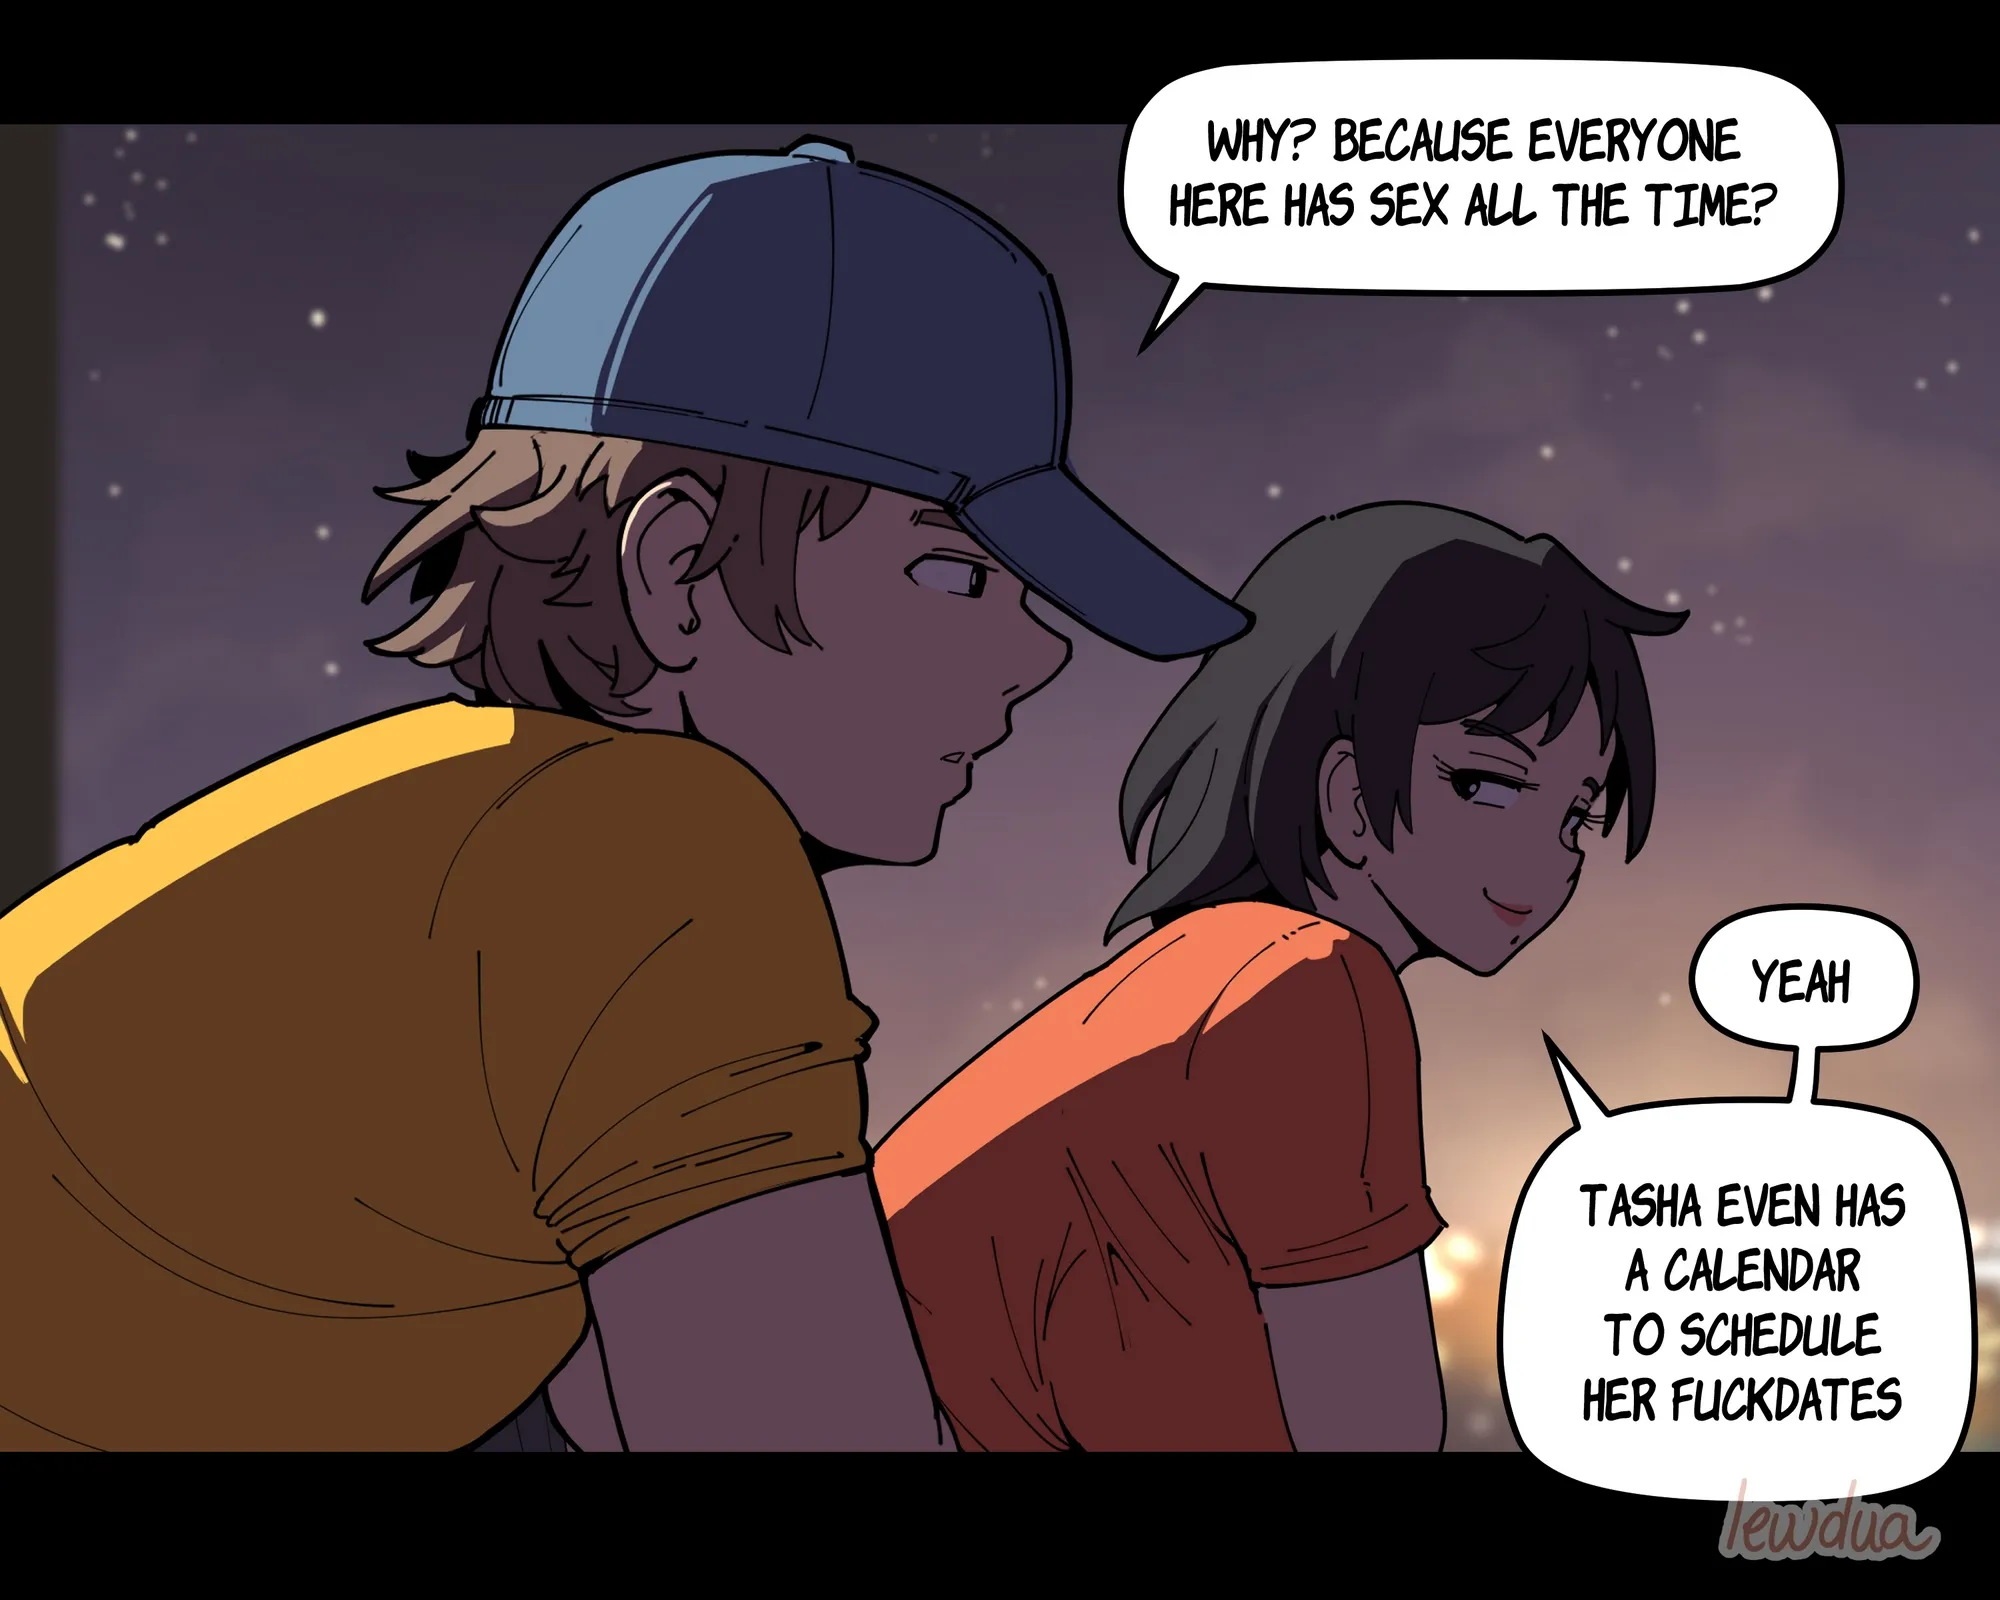 WHY? BECAUSE EVERYONE
HERE HAS SEX ALL THE TIME?
YEAH
TASHA EVEN HAS
A CALENDAR
TO SCHEDULE
HER FUCKDATES
lewdua